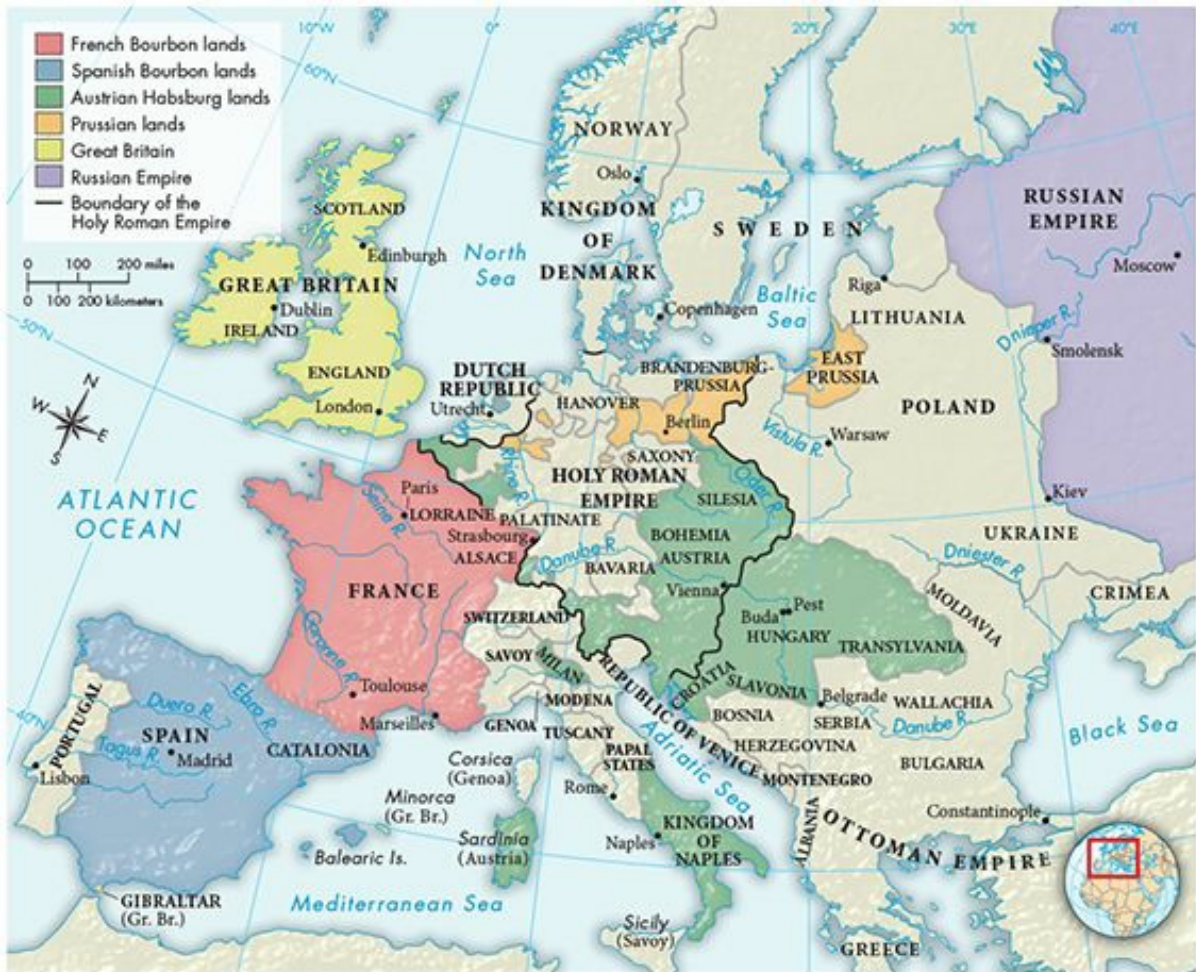 French Bourbon lands
Spanish Bourbon lands
Austrian Habsburg lands
Prussian lands
Great Britain
Russian Empire
Boundary of the
Holy Roman Empire
0 100 200 miles
0 100 200 kilometers
10°W
0°
10°E
20°E
30°E
40°E
60°N
50°N
40°N
N
W
E
S
NORWAY
Oslo
KINGDOM
OF
DENMARK
SWEDEN
RUSSIAN
EMPIRE
Moscow
SCOTLAND
Edinburgh
North
Sea
GREAT BRITAIN
Dublin
IRELAND
ENGLAND
London
Copenhagen
Baltic
Sea
Riga
LITHUANIA
Dnieper R.
Smolensk
DUTCH
REPUBLIC
Utrecht
HANOVER
BRANDENBURG-
PRUSSIA
Berlin
EAST
PRUSSIA
POLAND
Vistula R.
Warsaw
SAXONY
HOLY ROMAN
EMPIRE
Rhine R.
Oder R.
SILESIA
Kiev
UKRAINE
ATLANTIC
OCEAN
Paris
Seine R.
LORRAINE
PALATINATE
Strasbourg
ALSACE
BOHEMIA
AUSTRIA
Danube R.
BAVARIA
Vienna
Dniester R.
CRIMEA
FRANCE
SWITZERLAND
Buda
Pest
HUNGARY
MOLDAVIA
TRANSYLVANIA
Garonne R.
Toulouse
Marseilles
SAVOY
MILAN
REPUBLIC OF VENICE
CROATIA
SLAVONIA
Belgrade
WALLACHIA
Danube R.
MODENA
GENOA
TUSCANY
BOSNIA
SERBIA
Black Sea
PORTUGAL
Duero R.
Ebro R.
SPAIN
Tagus R.
Madrid
CATALONIA
Lisbon
Corsica
(Genoa)
PAPAL
STATES
Rome
Adriatic Sea
HERZEGOVINA
MONTENEGRO
BULGARIA
Minorca
(Gr. Br.)
Balearic Is.
Sardinia
(Austria)
Naples
KINGDOM
OF
NAPLES
ALBANIA
OTTOMAN EMPIRE
Constantinople
GIBRALTAR
(Gr. Br.)
Mediterranean Sea
Sicily
(Savoy)
GREECE